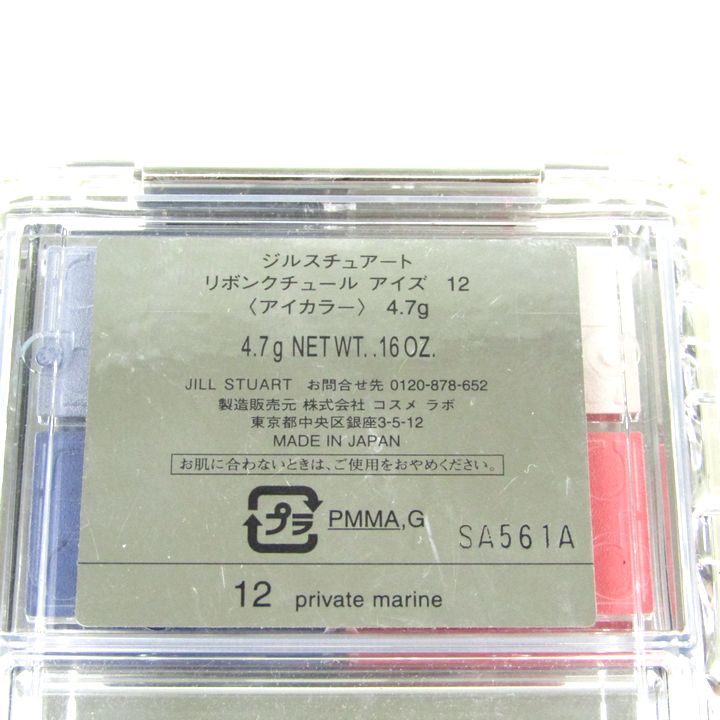 ジルスチュアート
リボンクチュール アイズ 12
〈アイカラー〉 4.7g
4.7g NET WT. .16 OZ.
JILL STUART お問合せ先 0120-878-652
製造販売元 株式会社 コスメ ラボ
東京都中央区銀座3-5-12
MADE IN JAPAN
お肌に合わないときは、ご使用をおやめください。
プラ PMMA,G
SA561A
12 private marine